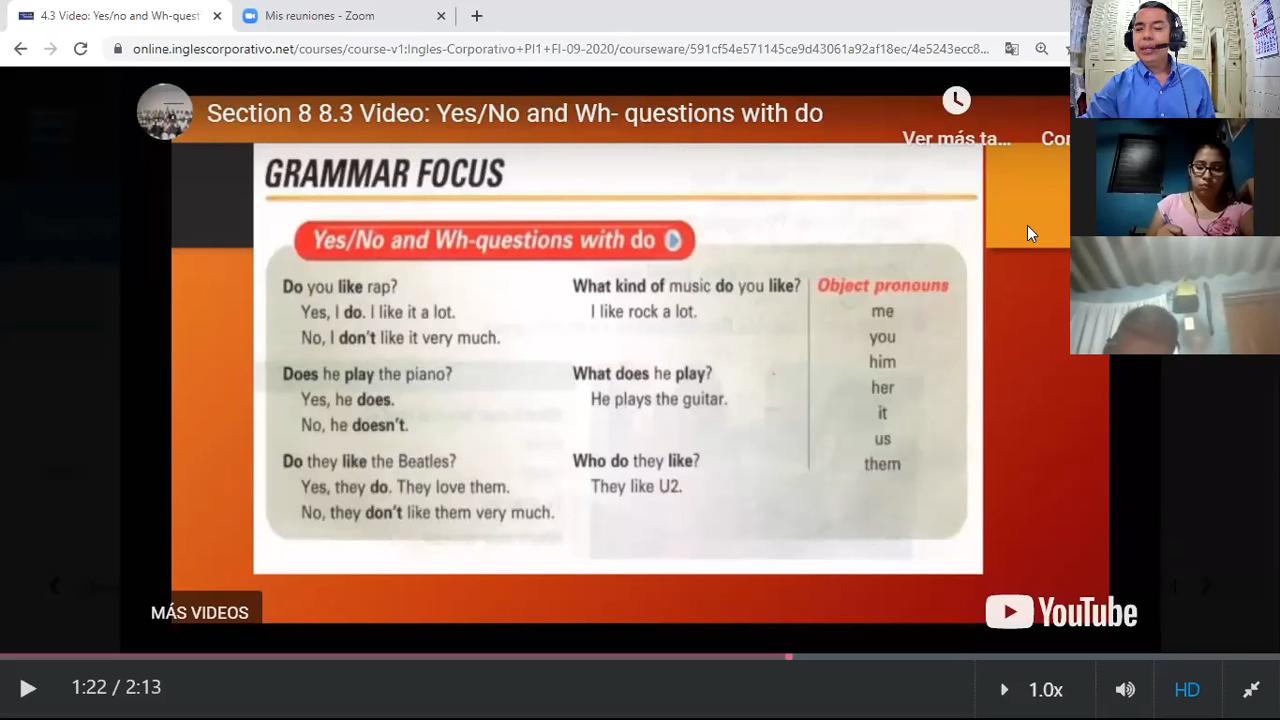 4.3 Video: Yes/no and Wh-quest
Mis reuniones - Zoom
online.inglescorporativo.net/courses/course-v1:Ingles-Corporativo+PI1+FI-09-2020/courseware/591cf54e571145ce9d43061a92af18ec/4e5243ecc8...
Section 8 8.3 Video: Yes/No and Wh- questions with do
Ver más ta...
Co
GRAMMAR FOCUS
Yes/No and Wh-questions with do
Do you like rap?
Yes, I do. I like it a lot.
No, I don't like it very much.
Does he play the piano?
Yes, he does.
No, he doesn't.
Do they like the Beatles?
Yes, they do. They love them.
No, they don't like them very much.
What kind of music do you like?
I like rock a lot.
What does he play?
He plays the guitar.
Who do they like?
They like U2.
Object pronouns
me
you
him
her
it
us
them
MÁS VIDEOS
YouTube
1:22 / 2:13
1.0x
HD